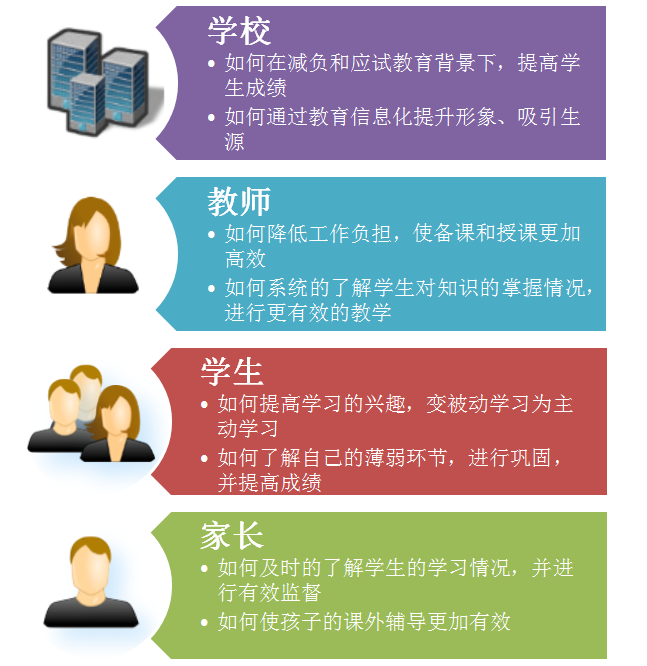 学校
• 如何在减负和应试教育背景下，提高学
生成绩
• 如何通过教育信息化提升形象、吸引生
源
教师
• 如何降低工作负担，使备课和授课更加
高效
• 如何系统的了解学生对知识的掌握情况，
进行更有效的教学
学生
• 如何提高学习的兴趣，变被动学习为主
动学习
• 如何了解自己的薄弱环节，进行巩固，
并提高成绩
家长
• 如何及时的了解学生的学习情况，并进
行有效监督
• 如何使孩子的课外辅导更加有效